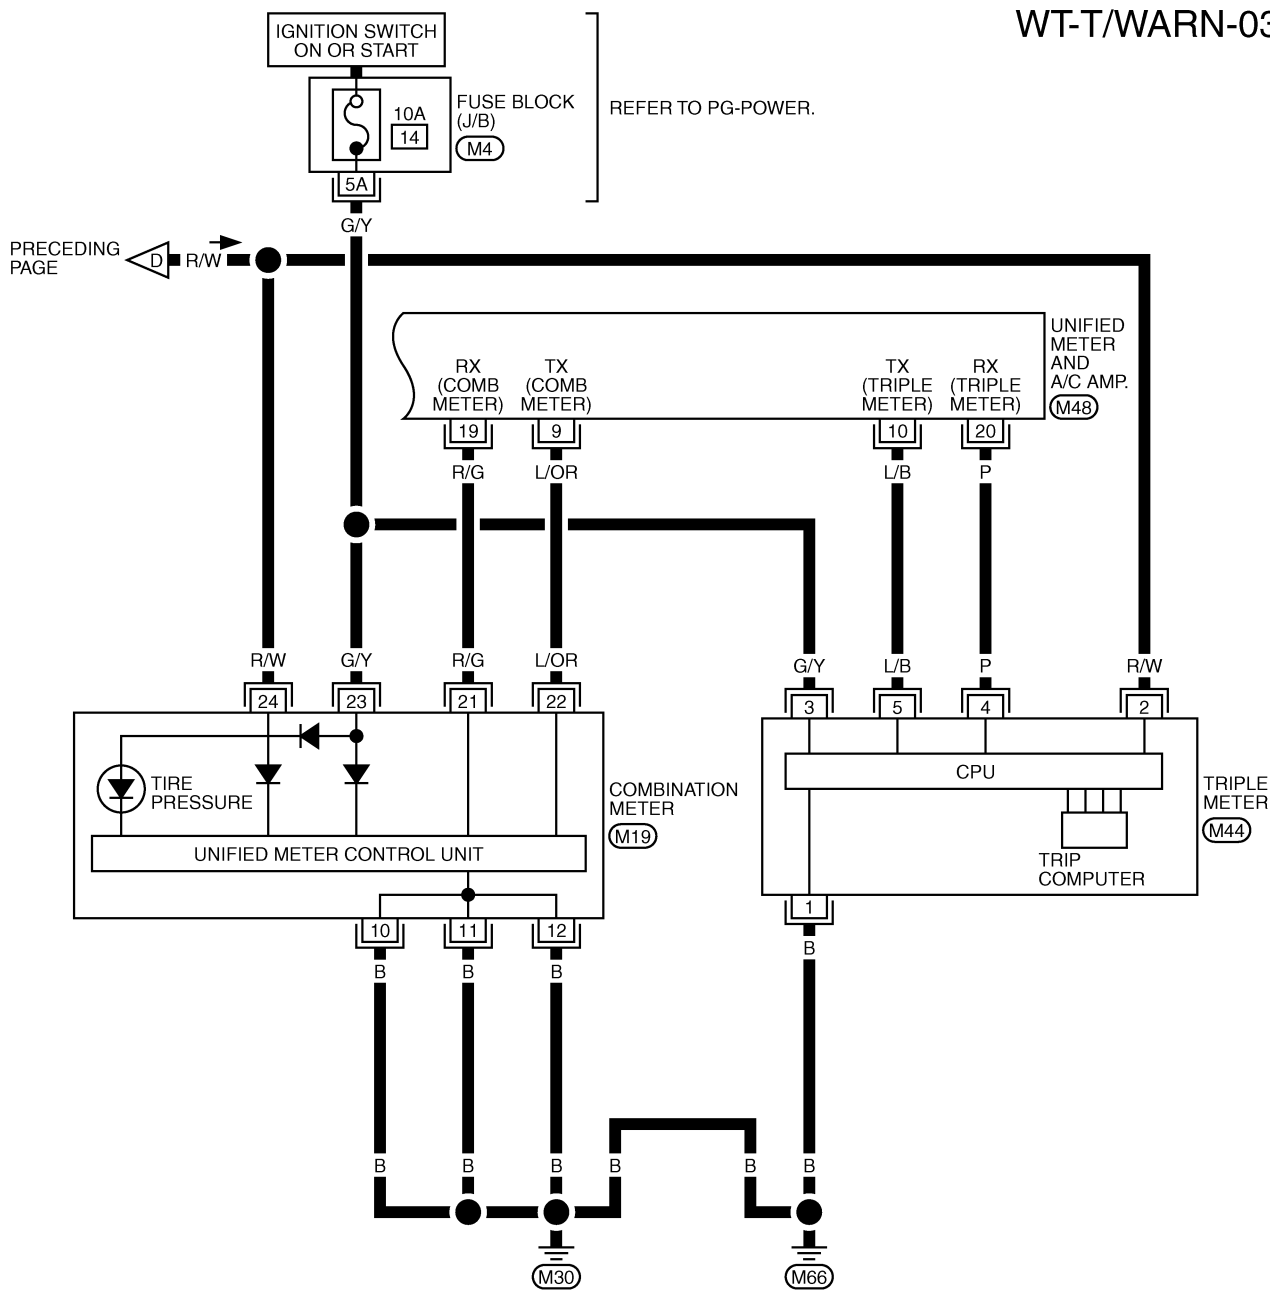 WT-T/WARN-03
IGNITION SWITCH
ON OR START
10A
14
FUSE BLOCK
(J/B)
M4
REFER TO PG-POWER.
5A
G/Y
PRECEDING
PAGE
D
R/W
UNIFIED
METER
AND
A/C AMP.
M48
RX
(COMB
METER)
TX
(COMB
METER)
TX
(TRIPLE
METER)
RX
(TRIPLE
METER)
19
9
10
20
R/G
L/OR
L/B
P
R/W
G/Y
R/G
L/OR
G/Y
L/B
P
R/W
24
23
21
22
3
5
4
2
TIRE
PRESSURE
CPU
COMBINATION
METER
M19
TRIPLE
METER
M44
UNIFIED METER CONTROL UNIT
TRIP
COMPUTER
10
11
12
1
B
B
B
B
B
B
B
B
B
B
M30
M66